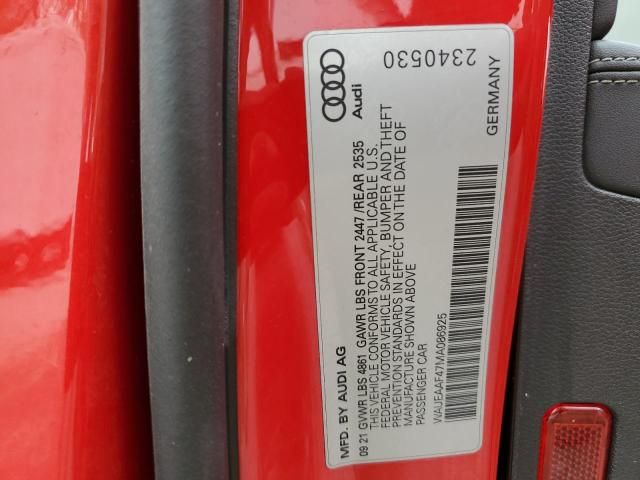 Audi
2340530
MFD. BY AUDI AG
09 21 GVWR LBS 4861 GAWR LBS FRONT 2447 / REAR 2535
THIS VEHICLE CONFORMS TO ALL APPLICABLE U.S.
FEDERAL MOTOR VEHICLE SAFETY, BUMPER AND THEFT
PREVENTION STANDARDS IN EFFECT ON THE DATE OF
MANUFACTURE SHOWN ABOVE
PASSENGER CAR
WAUEAAF47MA086925
GERMANY